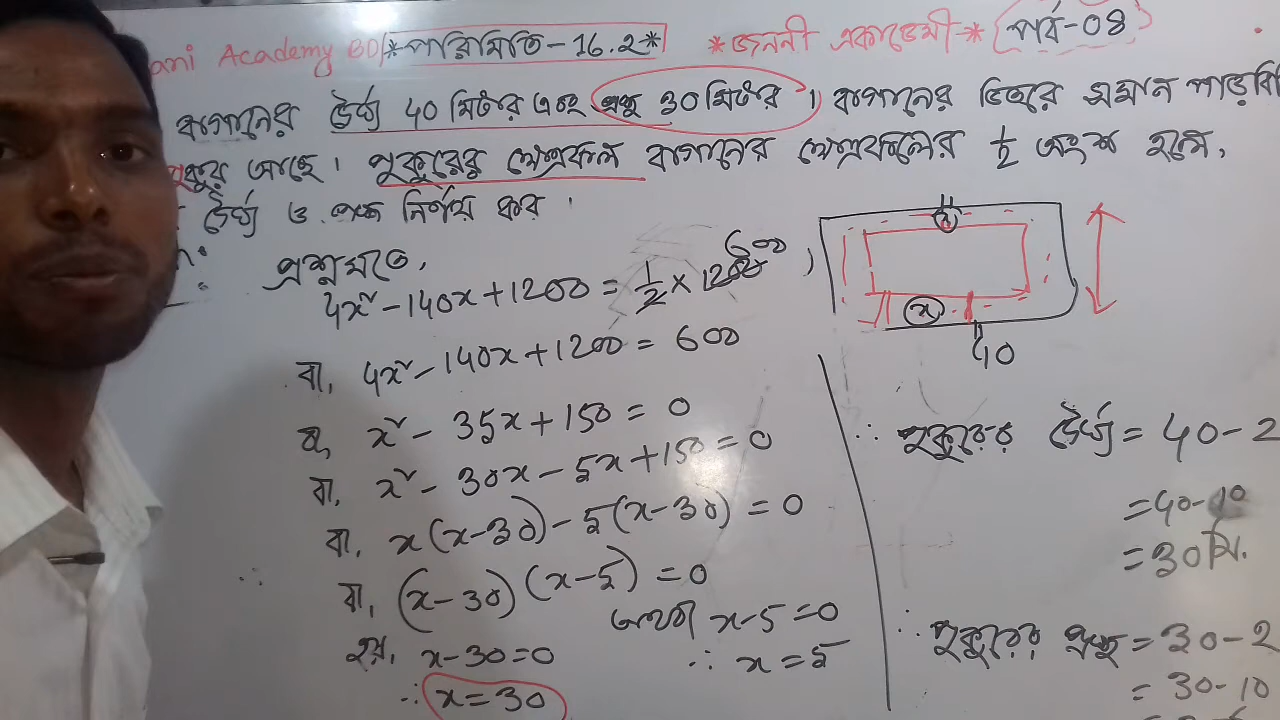 ani Academy BD *পরিমিতি-16.2* *জননী একাডেমী* পর্ব-08
বাগানের দৈর্ঘ্য 40 মিটার এবং প্রস্থ 30 মিটার। বাগানের ভিতরে সমান পাড়বি
পুকুর আছে। পুকুরের ক্ষেত্রফল বাগানের ক্ষেত্রফলের 1/2 অংশ হলে,
দৈর্ঘ্য ও প্রস্থ নির্ণয় কর।
প্রশ্নমতে,
4x² - 140x + 1200 = 1/2 × 1200 600
বা, 4x² - 140x + 1200 = 600
বা, x² - 35x + 150 = 0
বা, x² - 30x - 5x + 150 = 0
বা, x(x-30) - 5(x-30) = 0
বা, (x-30) (x-5) = 0
হয়, x-30=0
∴ x = 30
অথবা x-5=0
∴ x = 5
x
x
40
∴ পুকুরের দৈর্ঘ্য = 40-2
= 40-10
= 30 মি.
∴ পুকুরের প্রস্থ = 30-2
= 30-10